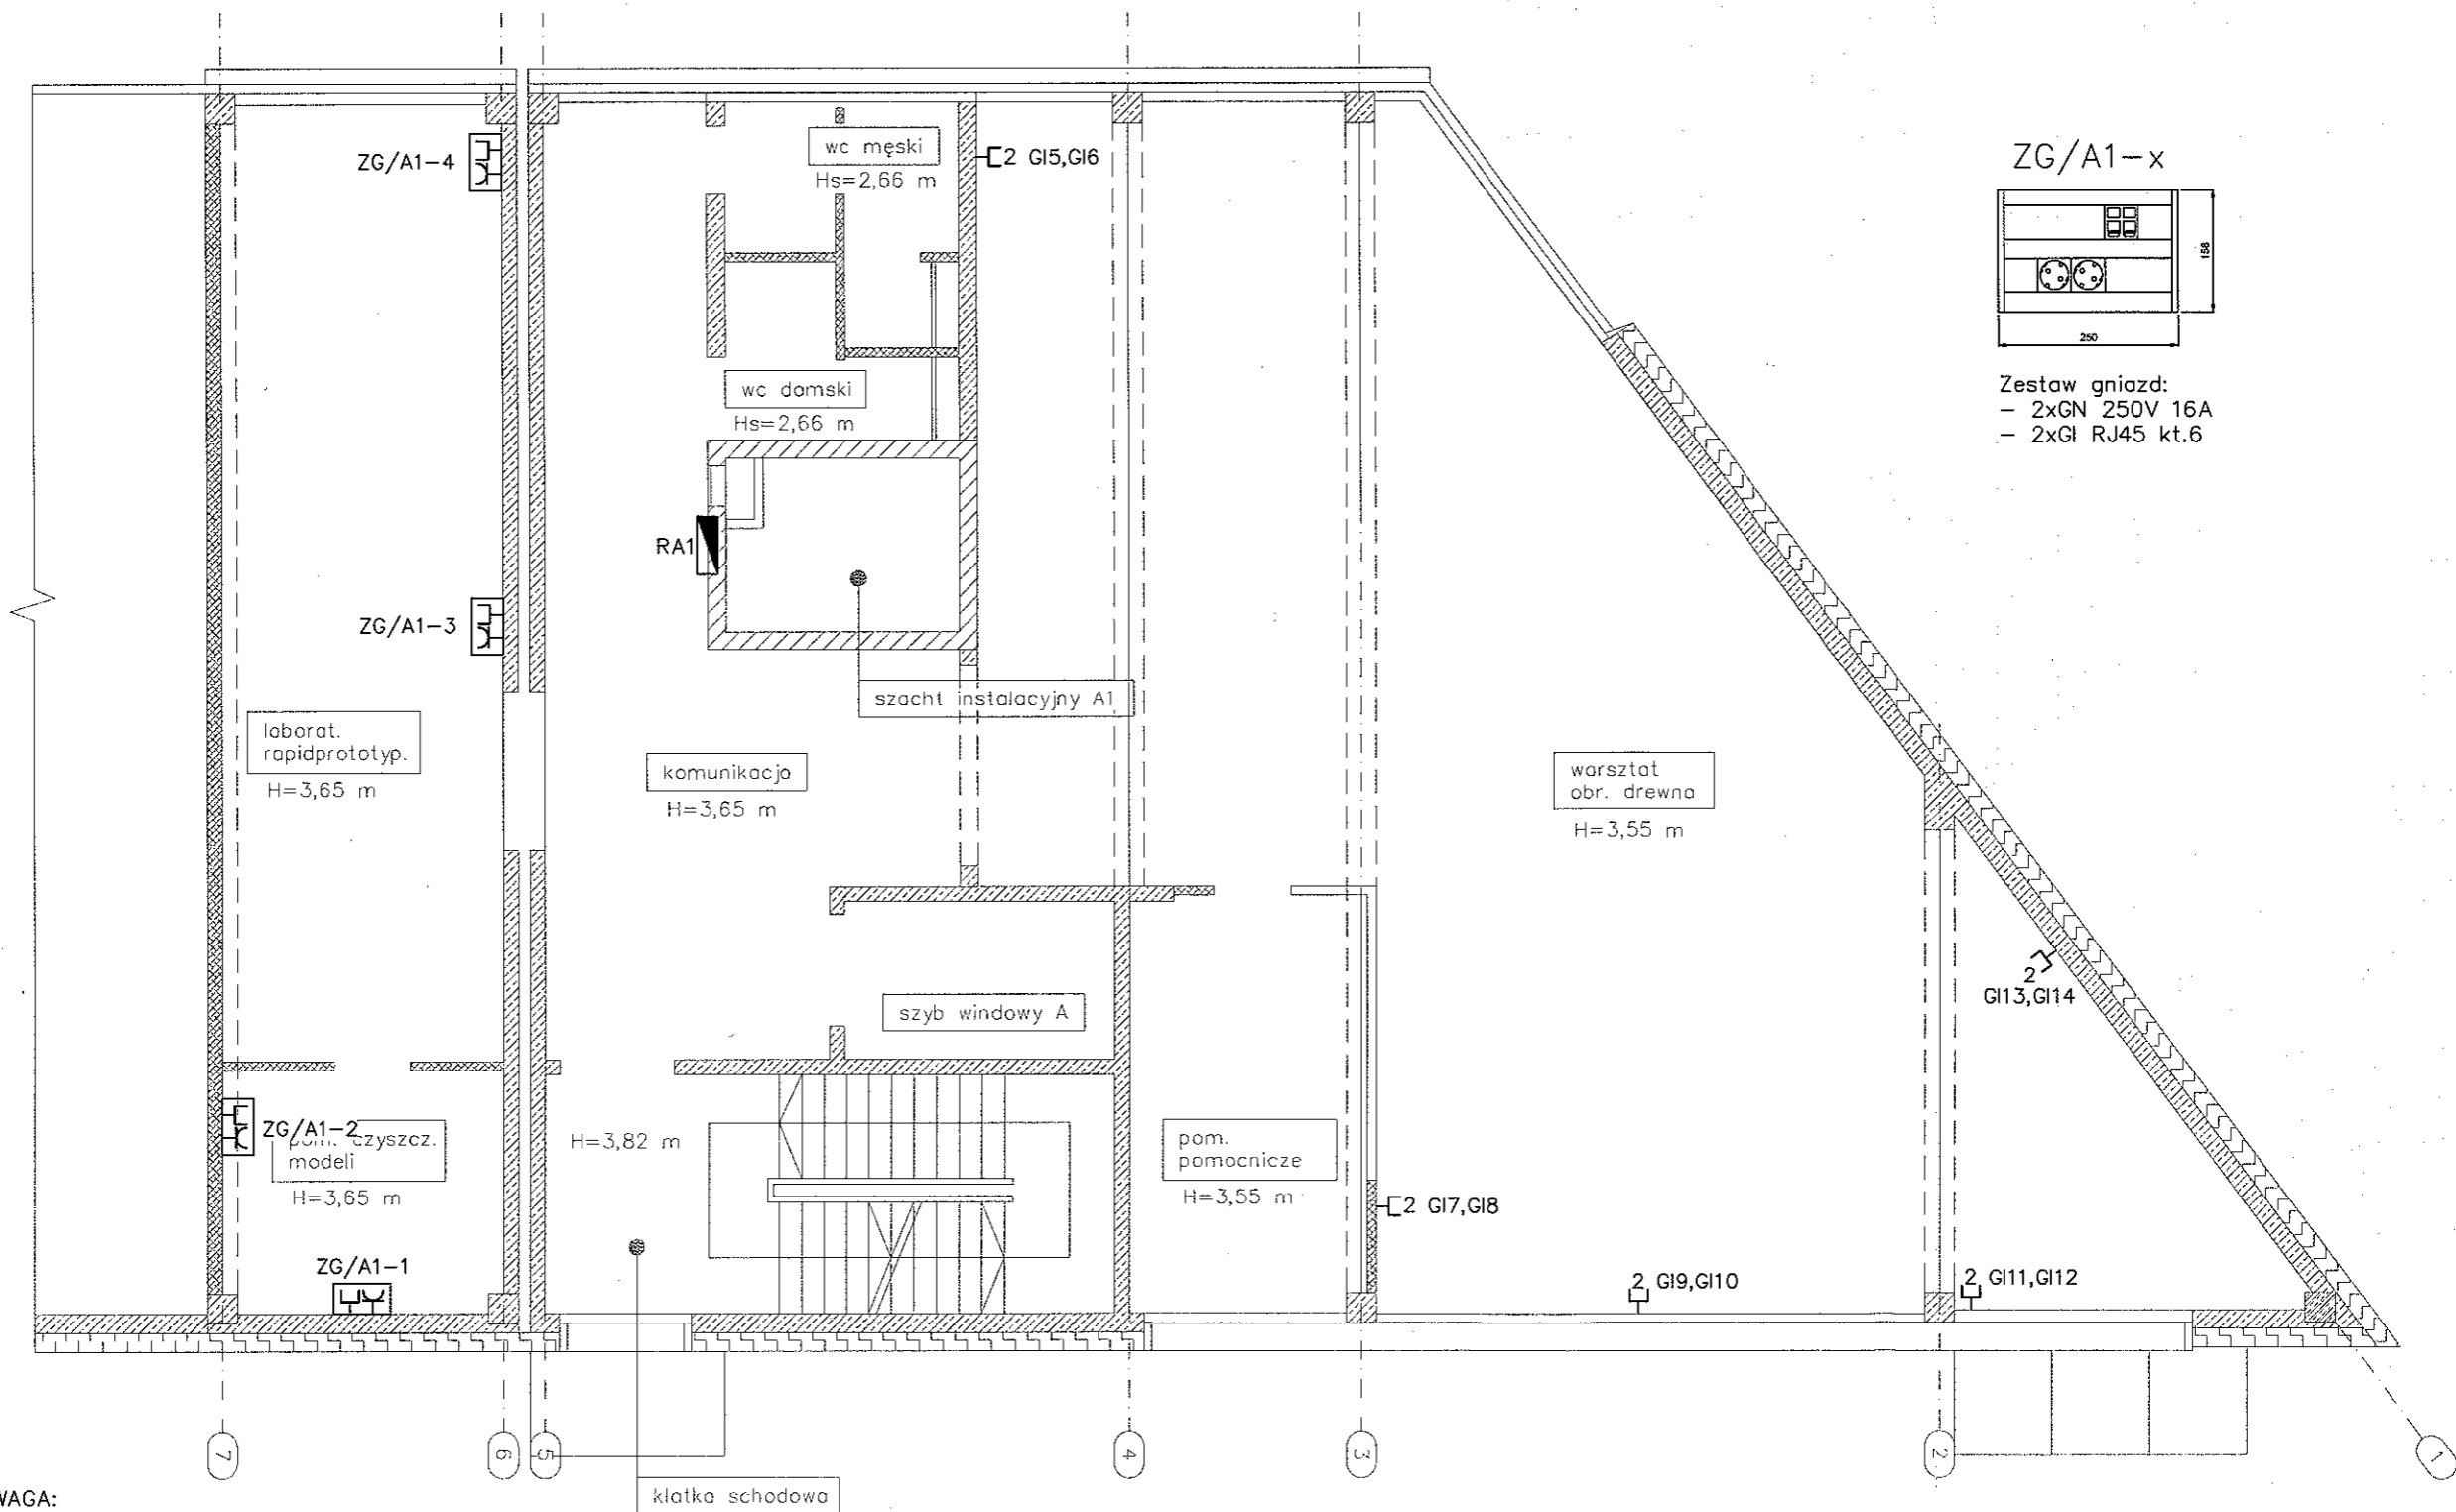 ZG/A1-4
wc męski
Hs=2,66 m
2 GI5,GI6
ZG/A1-x
158
250
Zestaw gniazd:
- 2xGN 250V 16A
- 2xGI RJ45 kt.6
wc damski
Hs=2,66 m
RA1
ZG/A1-3
szacht instalacyjny A1
laborat.
rapidprototyp.
H=3,65 m
komunikacja
H=3,65 m
warsztat
obr. drewna
H=3,55 m
szyb windowy A
2
GI13,GI14
ZG/A1-2
pom. czyszcz.
modeli
H=3,65 m
H=3,82 m
pom.
pomocnicze
H=3,55 m
2 GI7,GI8
ZG/A1-1
2 GI9,GI10
2 GI11,GI12
7
6
5
4
3
2
1
klatka schodowa
WAGA: